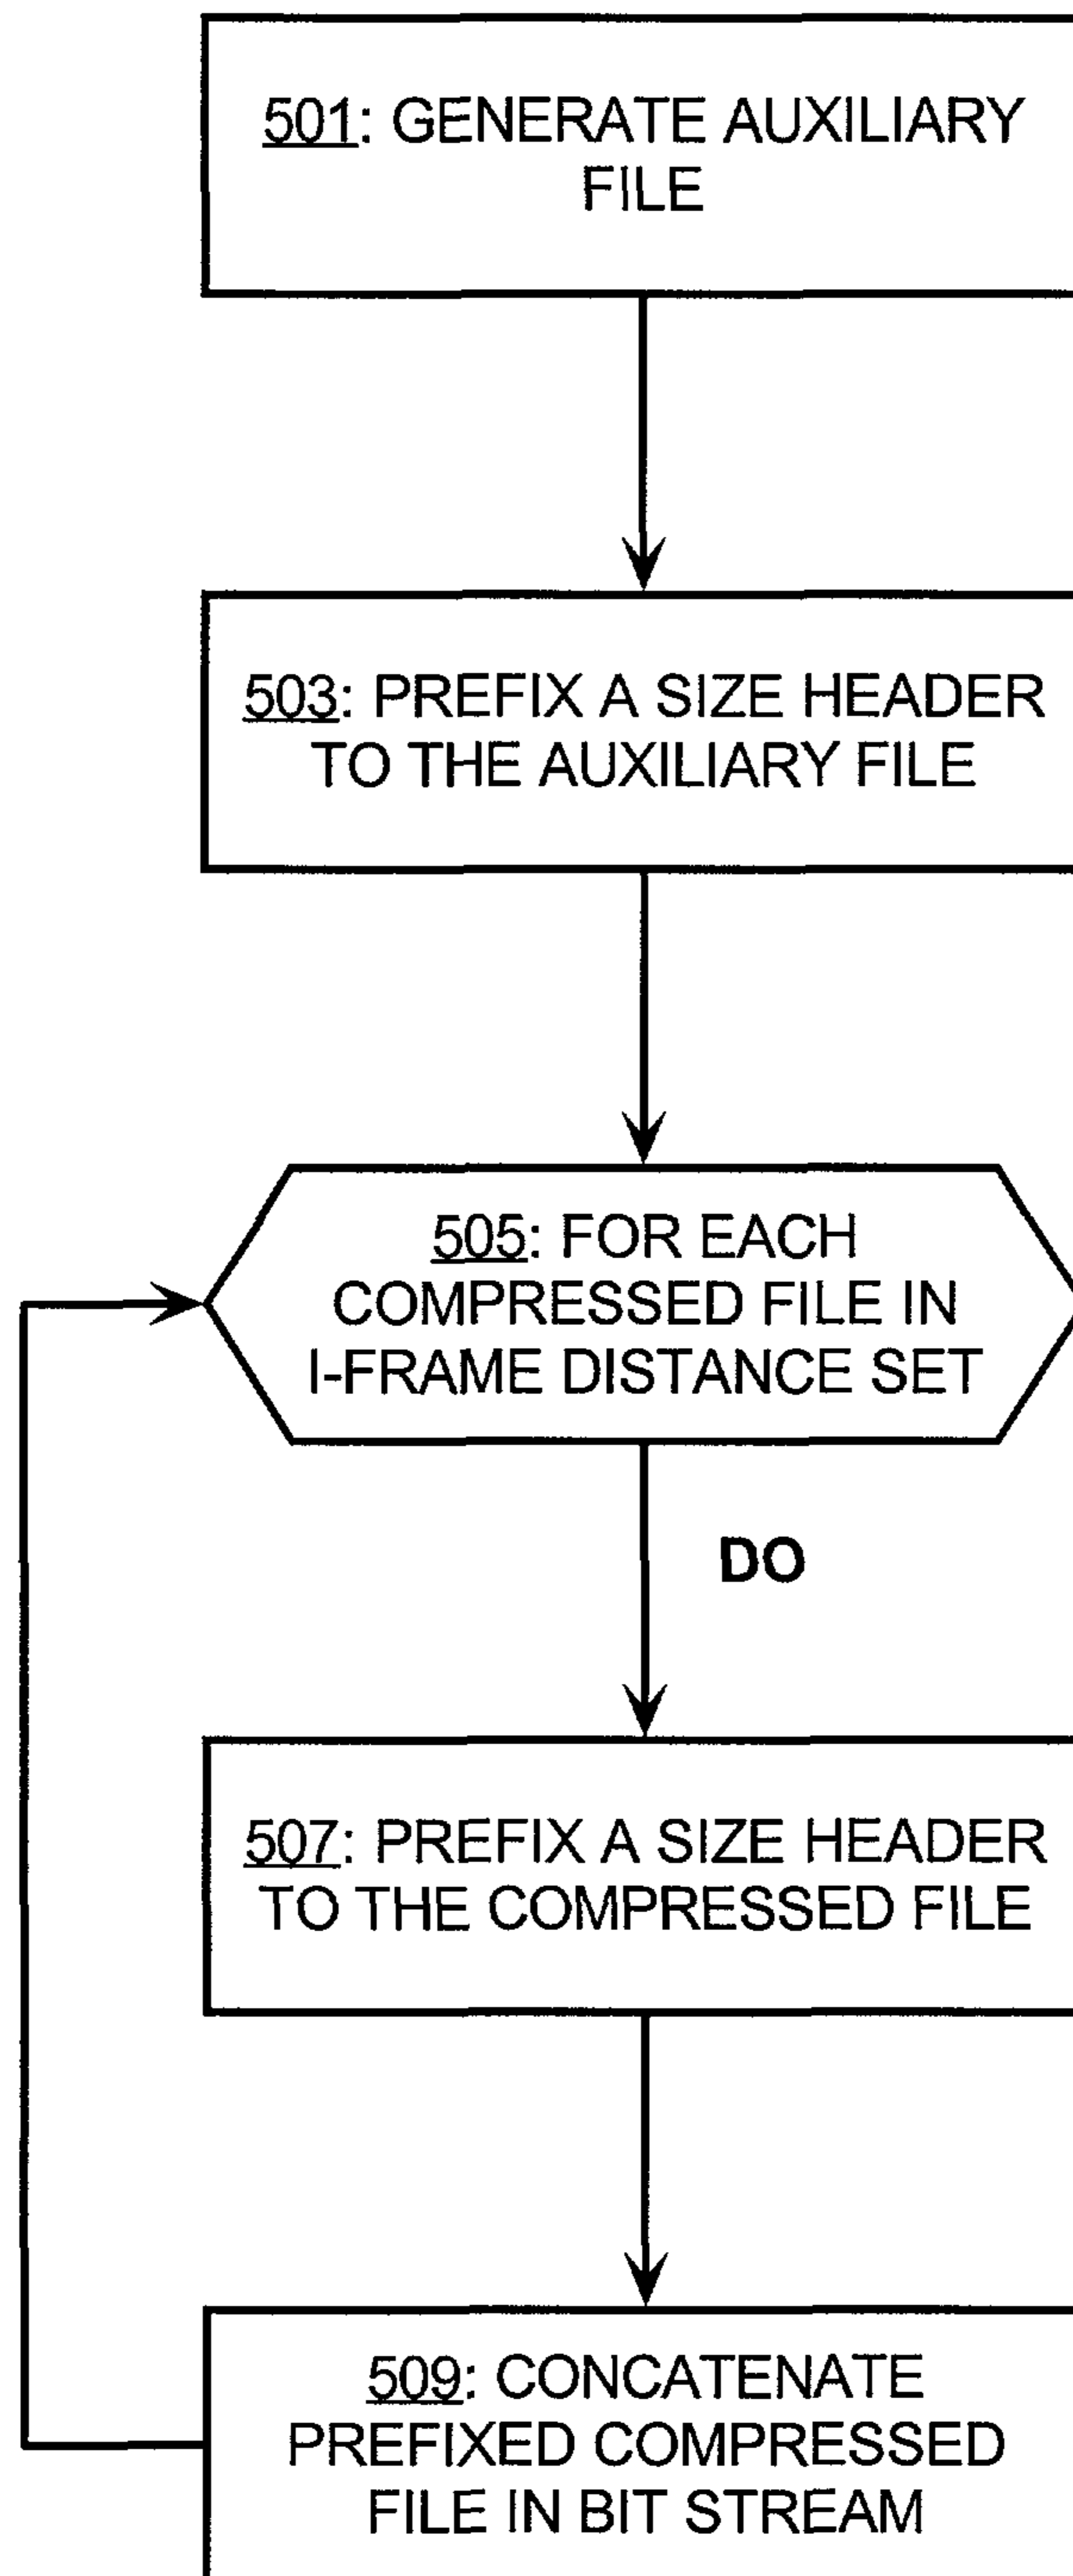 501: GENERATE AUXILIARY
FILE
503: PREFIX A SIZE HEADER
TO THE AUXILIARY FILE
505: FOR EACH
COMPRESSED FILE IN
I-FRAME DISTANCE SET
DO
507: PREFIX A SIZE HEADER
TO THE COMPRESSED FILE
509: CONCATENATE
PREFIXED COMPRESSED
FILE IN BIT STREAM